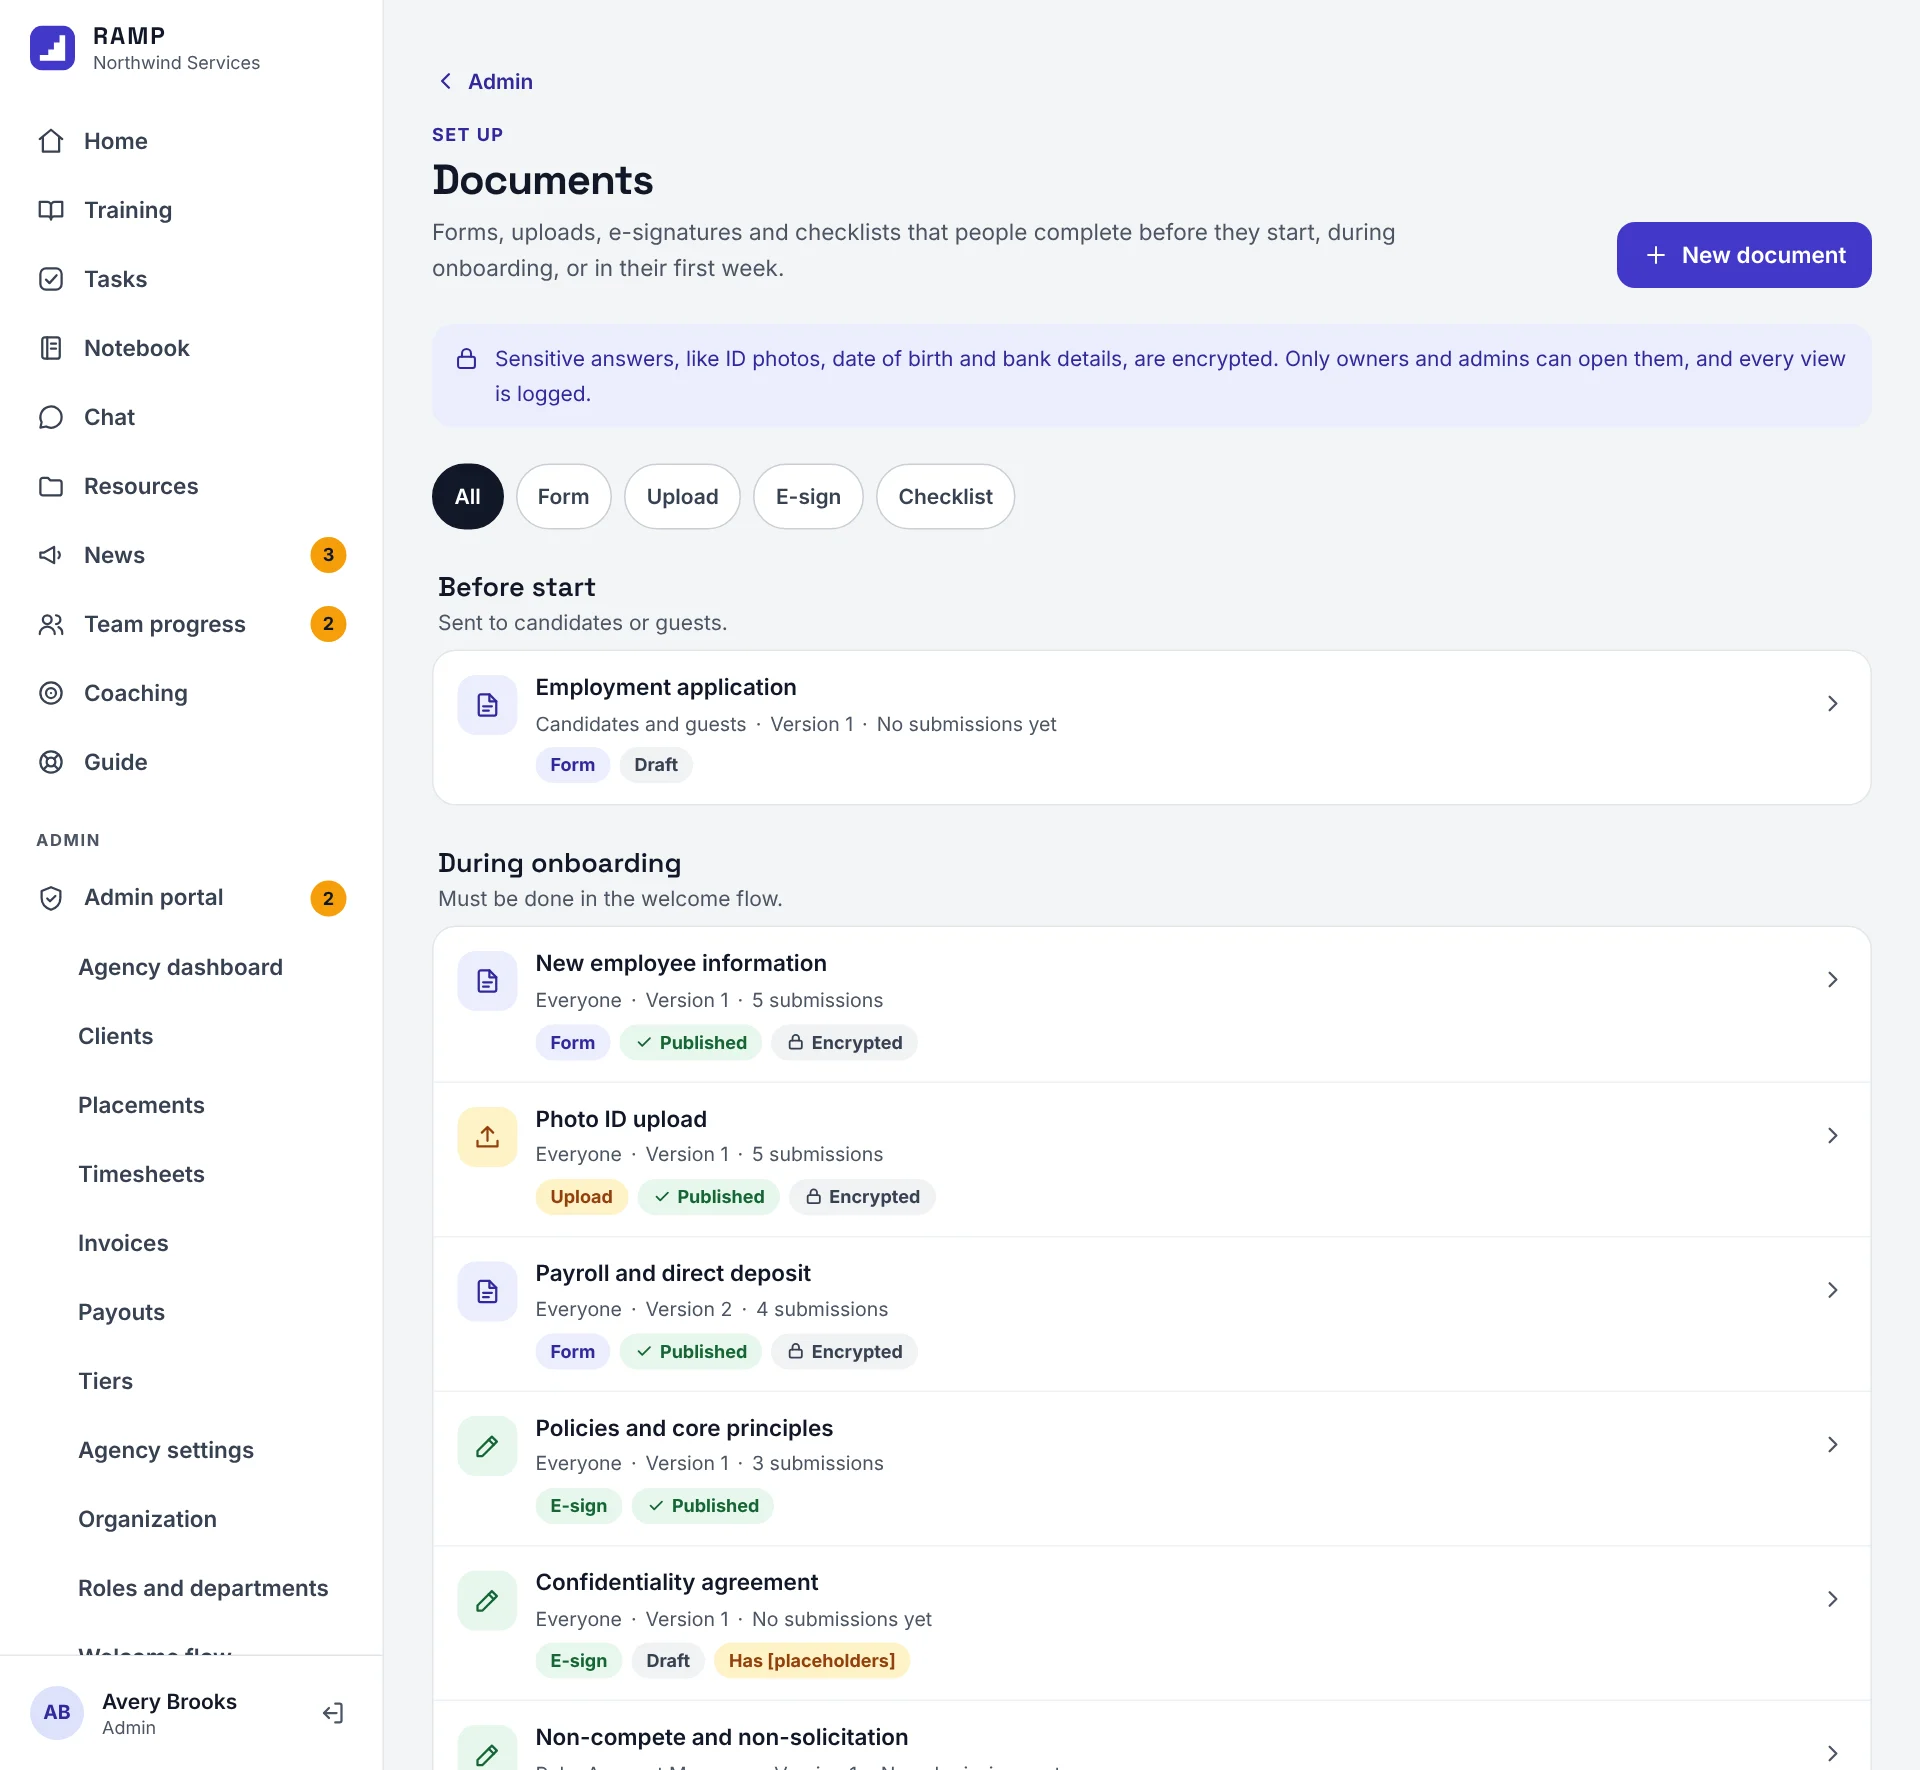 RAMP
Northwind Services
Home
Training
Tasks
Notebook
Chat
Resources
News 3
Team progress 2
Coaching
Guide
ADMIN
Admin portal 2
Agency dashboard
Clients
Placements
Timesheets
Invoices
Payouts
Tiers
Agency settings
Organization
Roles and departments
Welcome flow
AB
Avery Brooks
Admin
Admin
SET UP
Documents
Forms, uploads, e-signatures and checklists that people complete before they start, during
onboarding, or in their first week.
New document
Sensitive answers, like ID photos, date of birth and bank details, are encrypted. Only owners and admins can open them, and every view
is logged.
All Form Upload E-sign Checklist
Before start
Sent to candidates or guests.
Employment application
Candidates and guests · Version 1 · No submissions yet
Form Draft
During onboarding
Must be done in the welcome flow.
New employee information
Everyone · Version 1 · 5 submissions
Form Published Encrypted
Photo ID upload
Everyone · Version 1 · 5 submissions
Upload Published Encrypted
Payroll and direct deposit
Everyone · Version 2 · 4 submissions
Form Published Encrypted
Policies and core principles
Everyone · Version 1 · 3 submissions
E-sign Published
Confidentiality agreement
Everyone · Version 1 · No submissions yet
E-sign Draft Has [placeholders]
Non-compete and non-solicitation